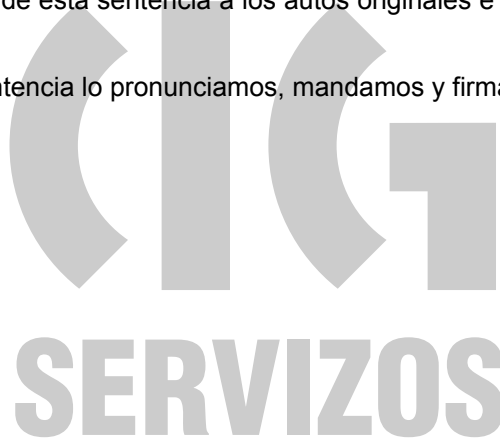 de esta sentencia a los autos originales e
tencia lo pronunciamos, mandamos y firma
CIG
SERVIZOS